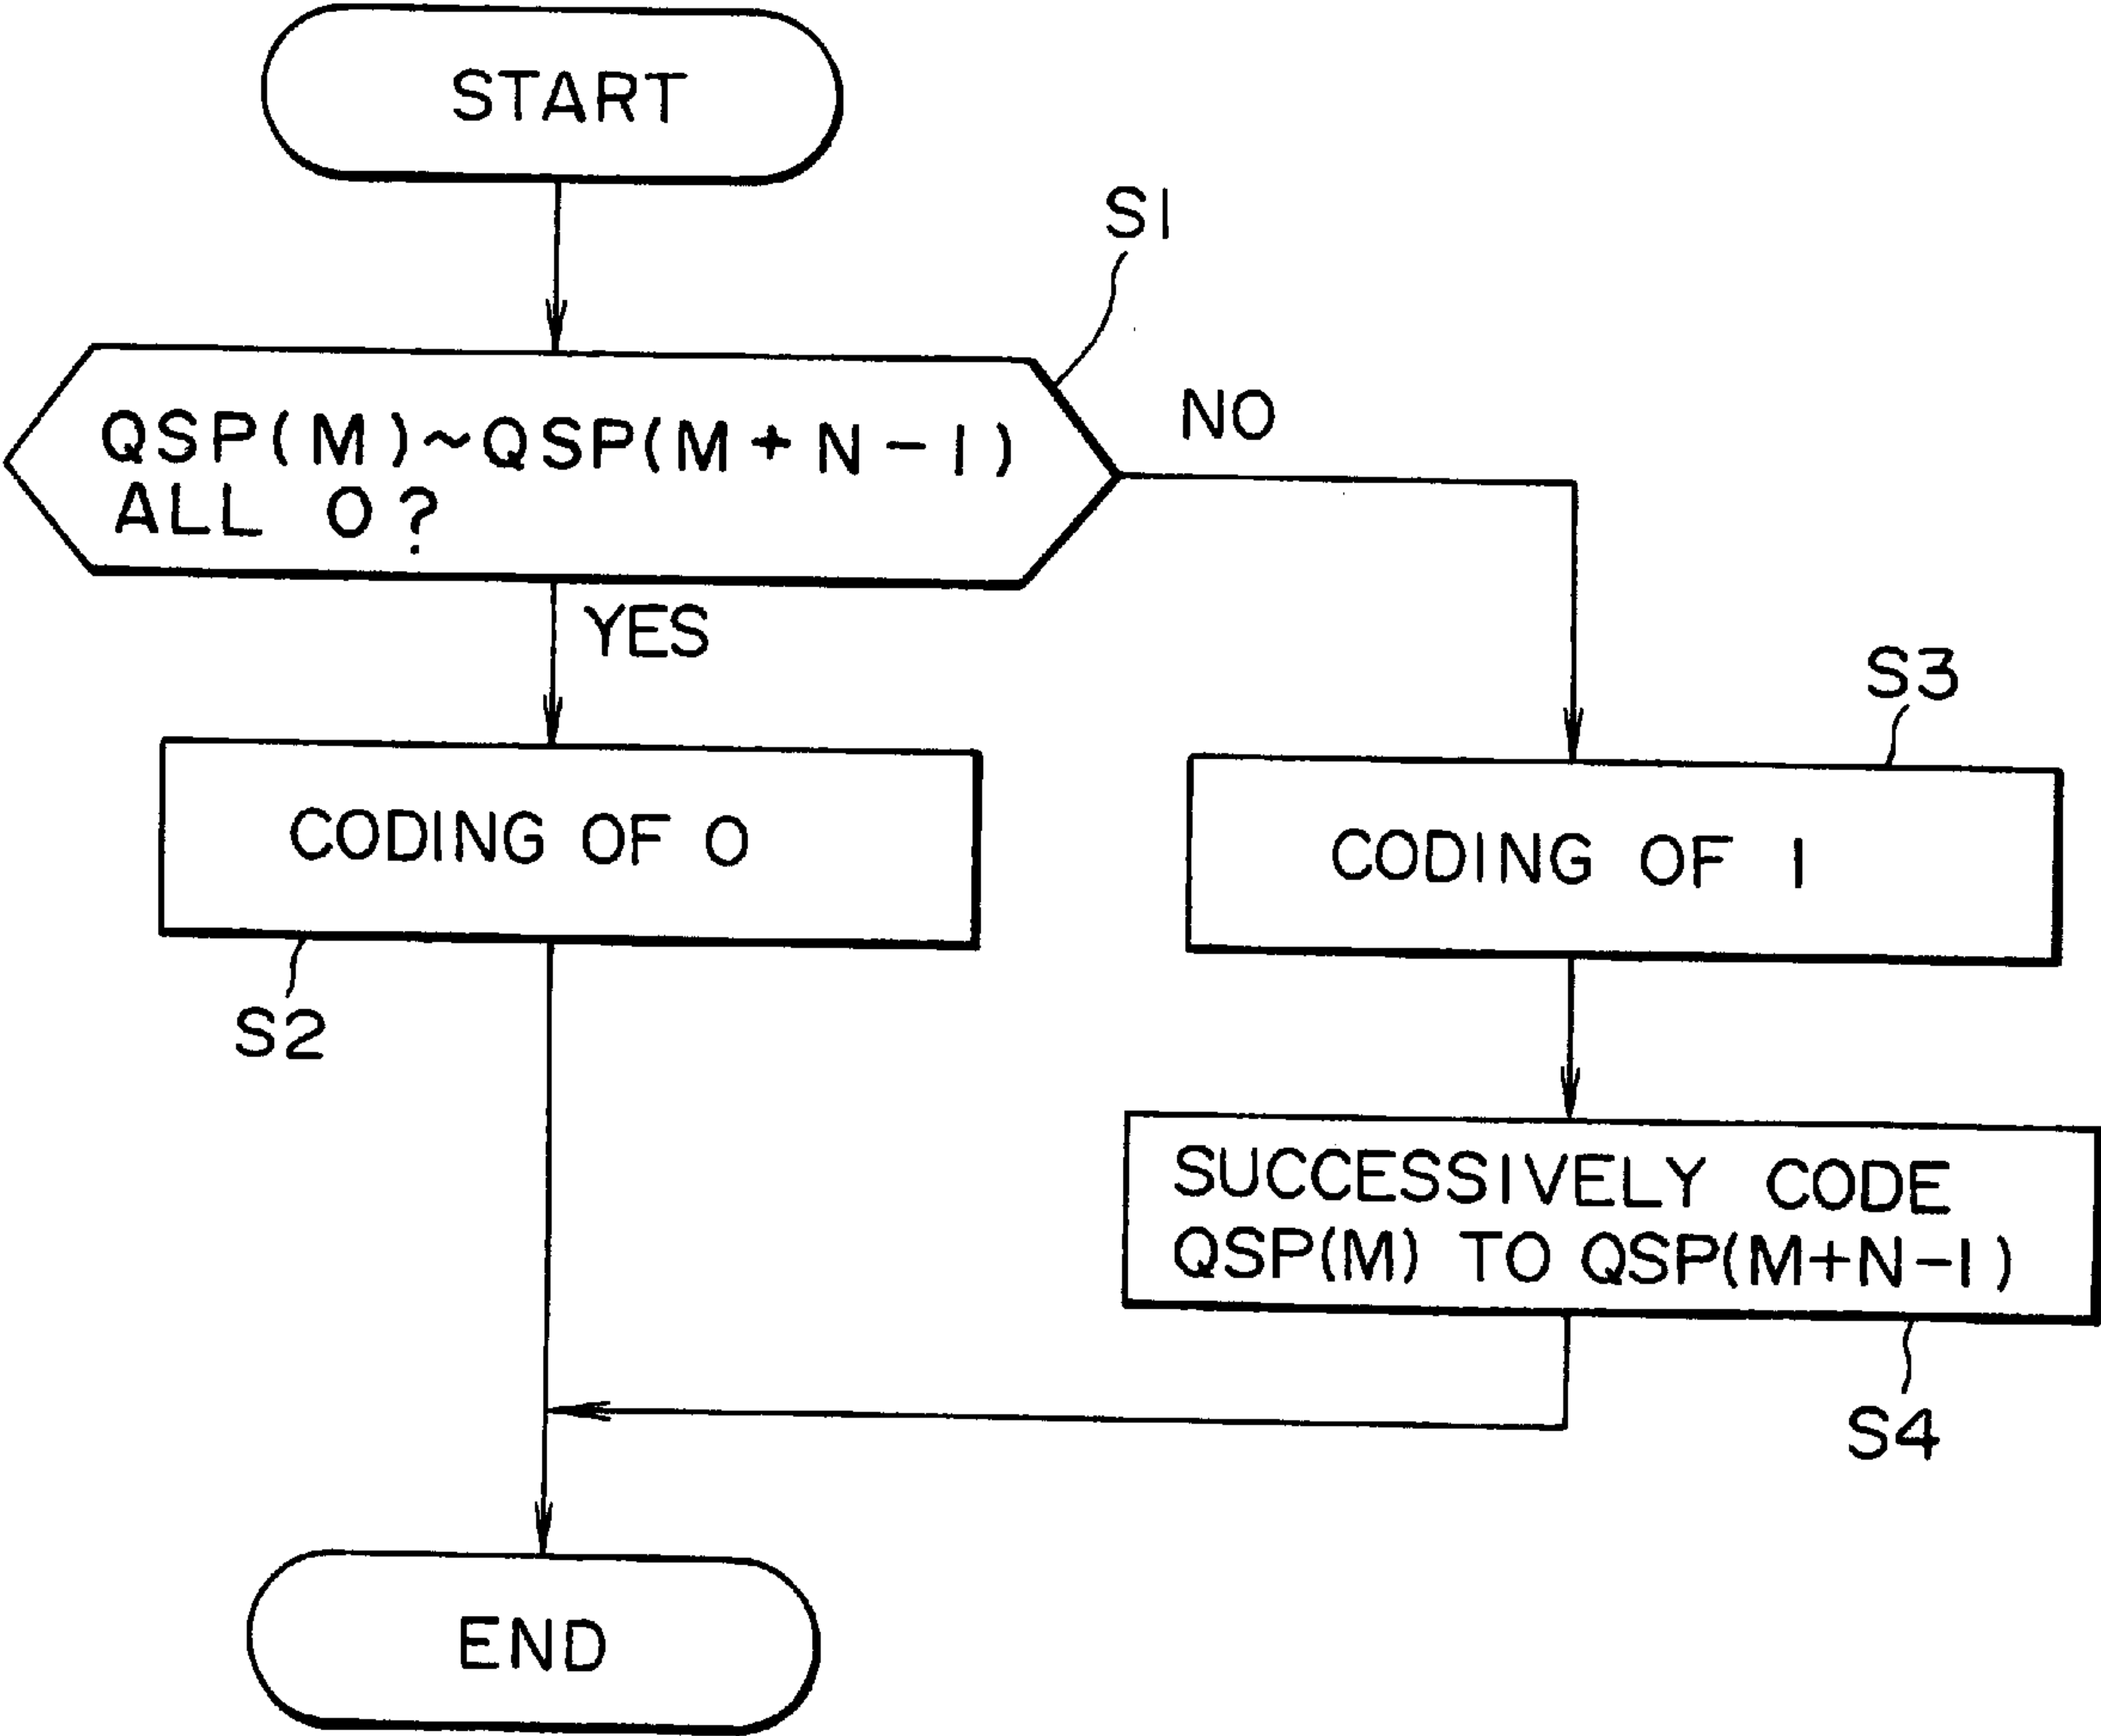 START
S1
QSP(M)~QSP(M+N-1)
ALL 0?
NO
YES
S3
CODING OF 0
CODING OF 1
S2
SUCCESSIVELY CODE
QSP(M) TO QSP(M+N-1)
S4
END